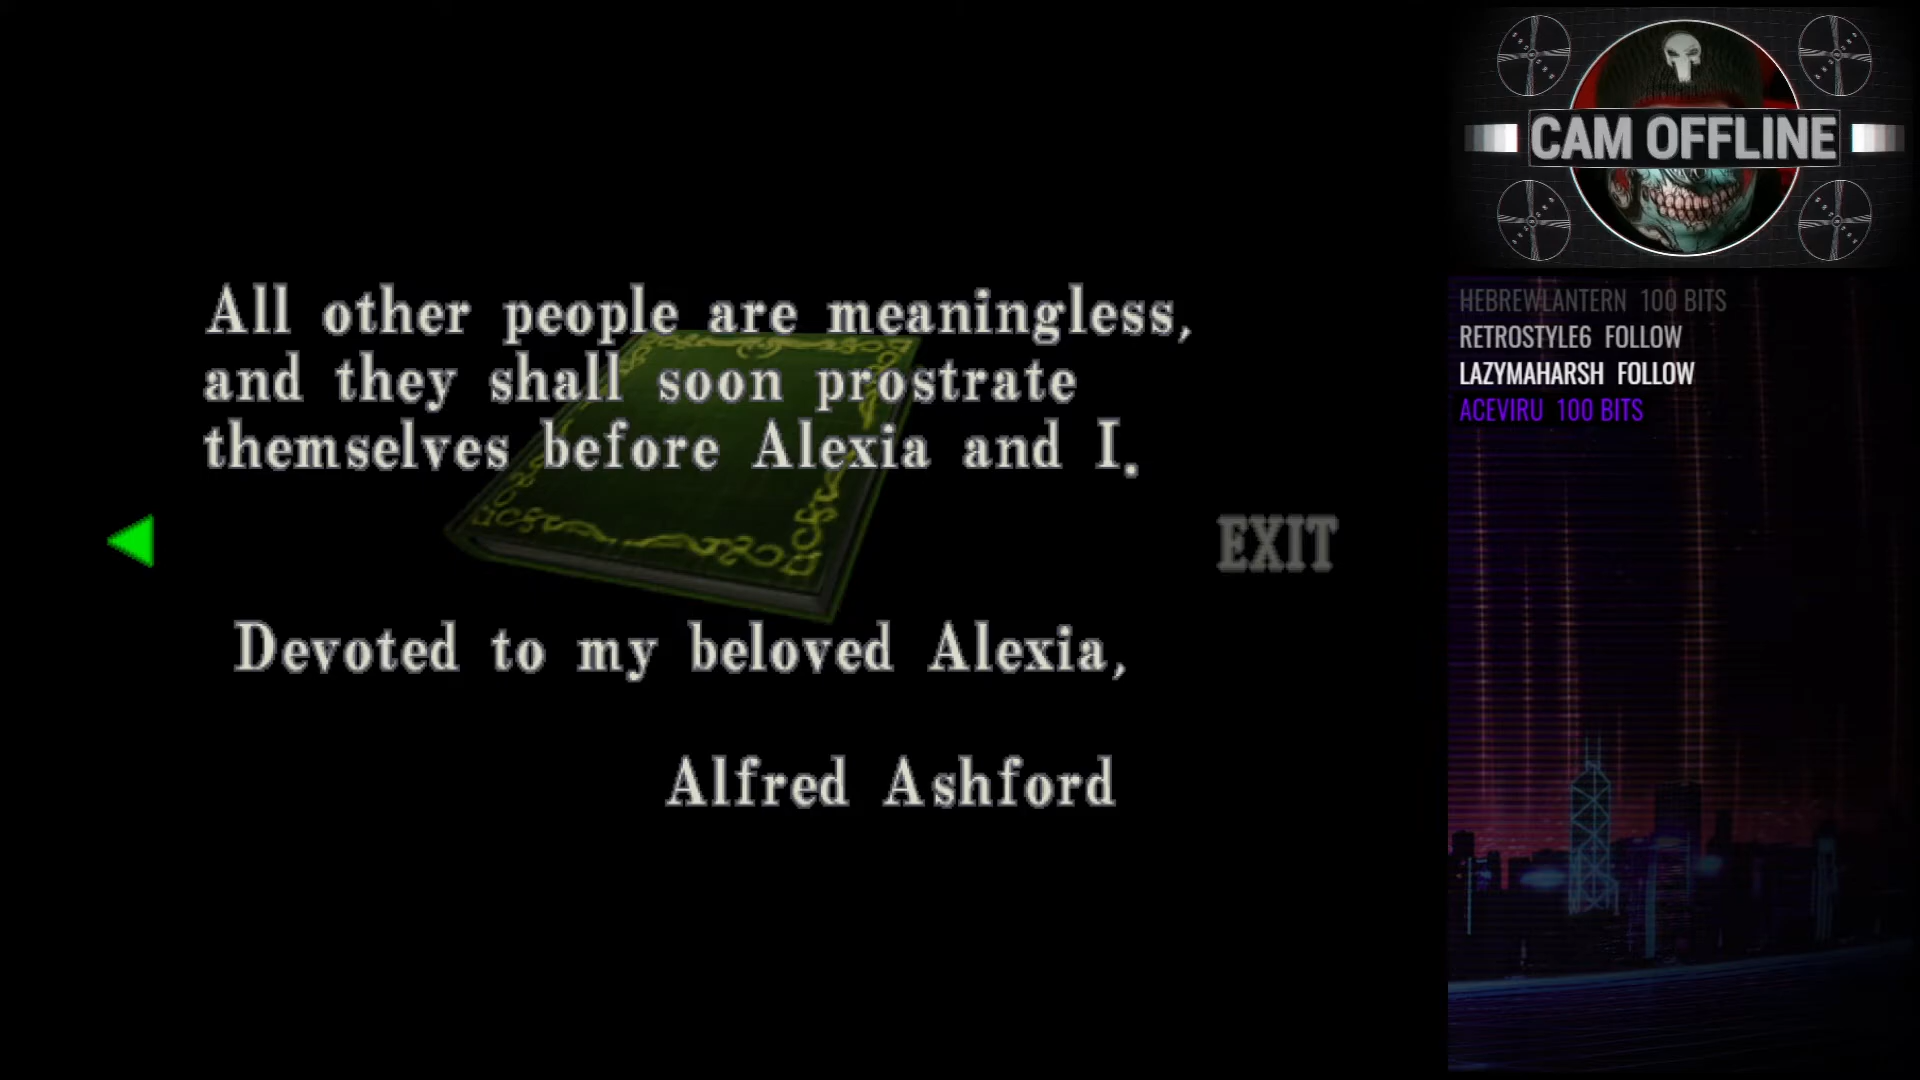 All other people are meaningless,
and they shall soon prostrate
themselves before Alexia and I.
EXIT
Devoted to my beloved Alexia,
Alfred Ashford
CAM OFFLINE
HEBREWLANTERN 100 BITS
RETROSTYLE6 FOLLOW
LAZYMAHARSH FOLLOW
ACEVIRU 100 BITS